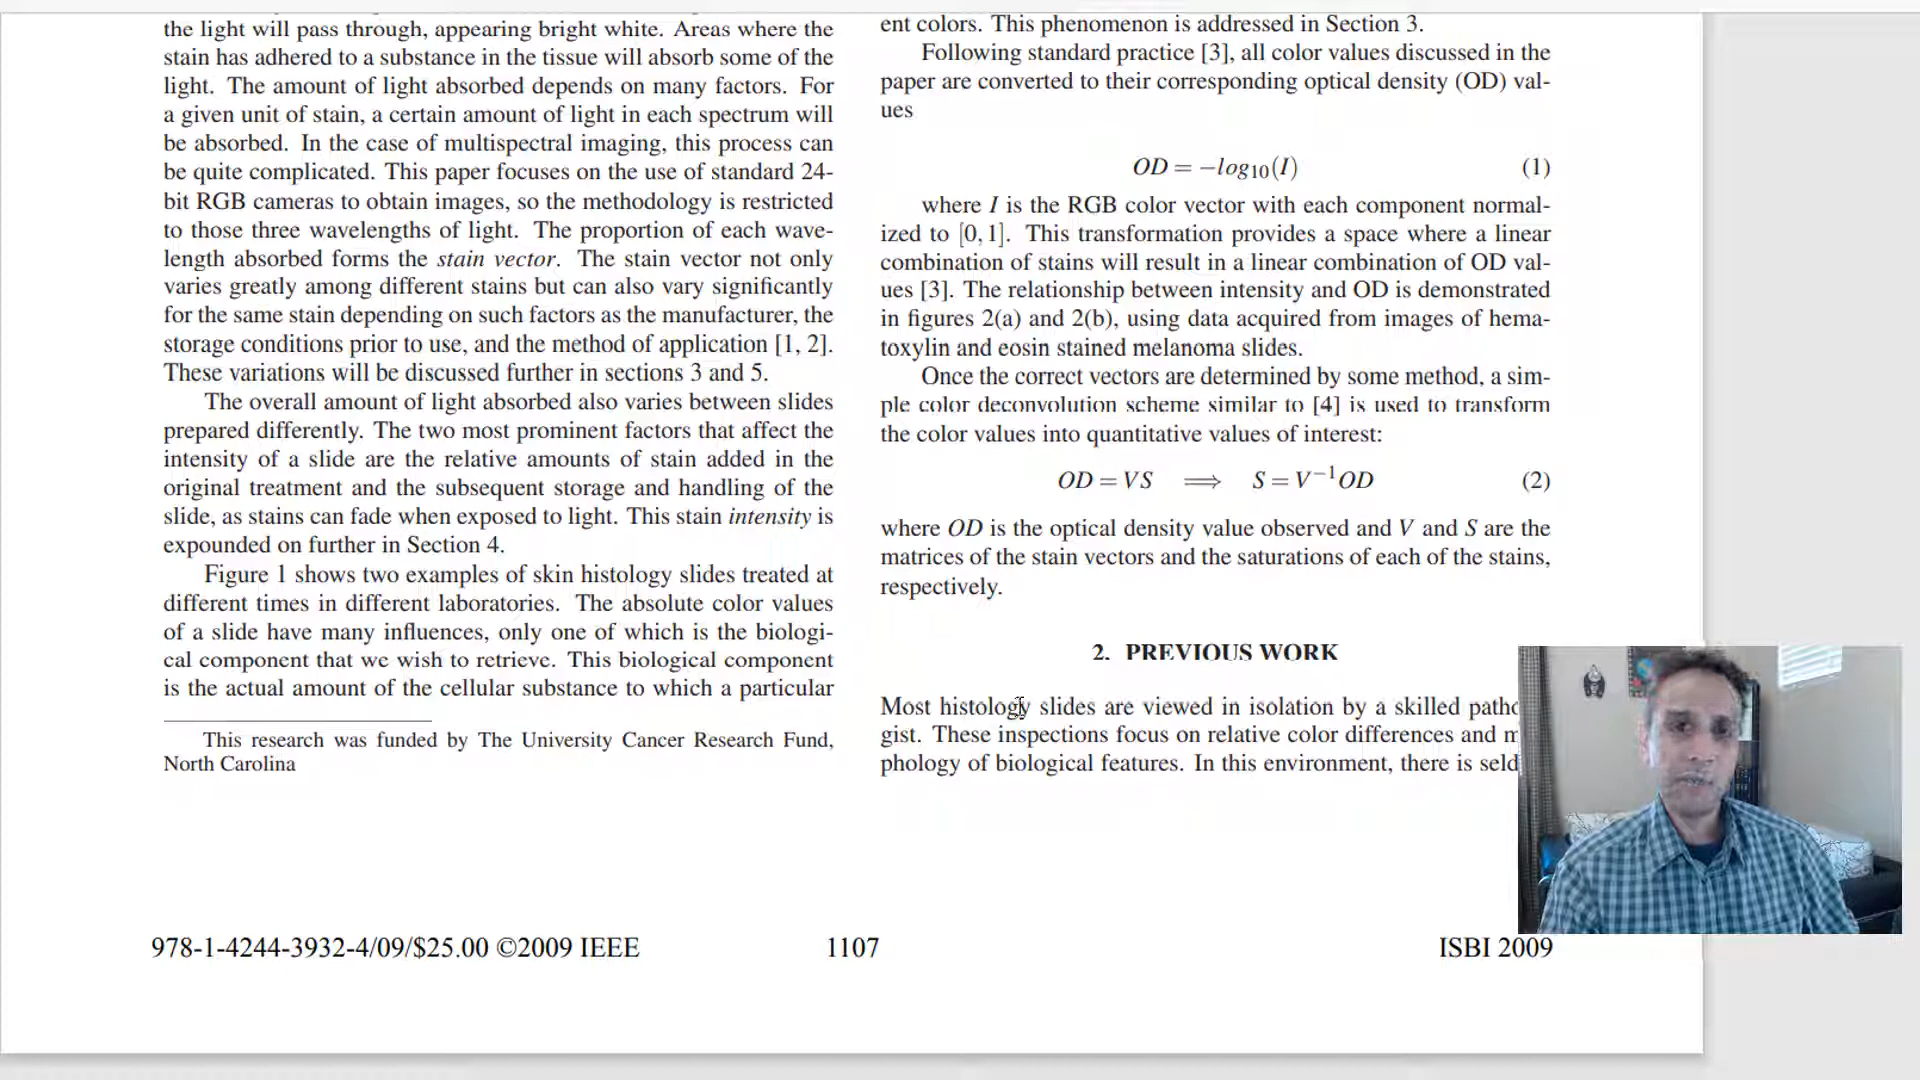 the light will pass through, appearing bright white. Areas where the
stain has adhered to a substance in the tissue will absorb some of the
light. The amount of light absorbed depends on many factors. For
a given unit of stain, a certain amount of light in each spectrum will
be absorbed. In the case of multispectral imaging, this process can
be quite complicated. This paper focuses on the use of standard 24-
bit RGB cameras to obtain images, so the methodology is restricted
to those three wavelengths of light. The proportion of each wave-
length absorbed forms the stain vector. The stain vector not only
varies greatly among different stains but can also vary significantly
for the same stain depending on such factors as the manufacturer, the
storage conditions prior to use, and the method of application [1, 2].
These variations will be discussed further in sections 3 and 5.
The overall amount of light absorbed also varies between slides
prepared differently. The two most prominent factors that affect the
intensity of a slide are the relative amounts of stain added in the
original treatment and the subsequent storage and handling of the
slide, as stains can fade when exposed to light. This stain intensity is
expounded on further in Section 4.
Figure 1 shows two examples of skin histology slides treated at
different times in different laboratories. The absolute color values
of a slide have many influences, only one of which is the biologi-
cal component that we wish to retrieve. This biological component
is the actual amount of the cellular substance to which a particular
This research was funded by The University Cancer Research Fund,
North Carolina
ent colors. This phenomenon is addressed in Section 3.
Following standard practice [3], all color values discussed in the
paper are converted to their corresponding optical density (OD) val-
ues
OD = −log10(I) (1)
where I is the RGB color vector with each component normal-
ized to [0,1]. This transformation provides a space where a linear
combination of stains will result in a linear combination of OD val-
ues [3]. The relationship between intensity and OD is demonstrated
in figures 2(a) and 2(b), using data acquired from images of hema-
toxylin and eosin stained melanoma slides.
Once the correct vectors are determined by some method, a sim-
ple color deconvolution scheme similar to [4] is used to transform
the color values into quantitative values of interest:
OD = VS ⟹ S = V⁻¹OD (2)
where OD is the optical density value observed and V and S are the
matrices of the stain vectors and the saturations of each of the stains,
respectively.
2. PREVIOUS WORK
Most histology slides are viewed in isolation by a skilled patho
gist. These inspections focus on relative color differences and m
phology of biological features. In this environment, there is seld
978-1-4244-3932-4/09/$25.00 ©2009 IEEE 1107 ISBI 2009